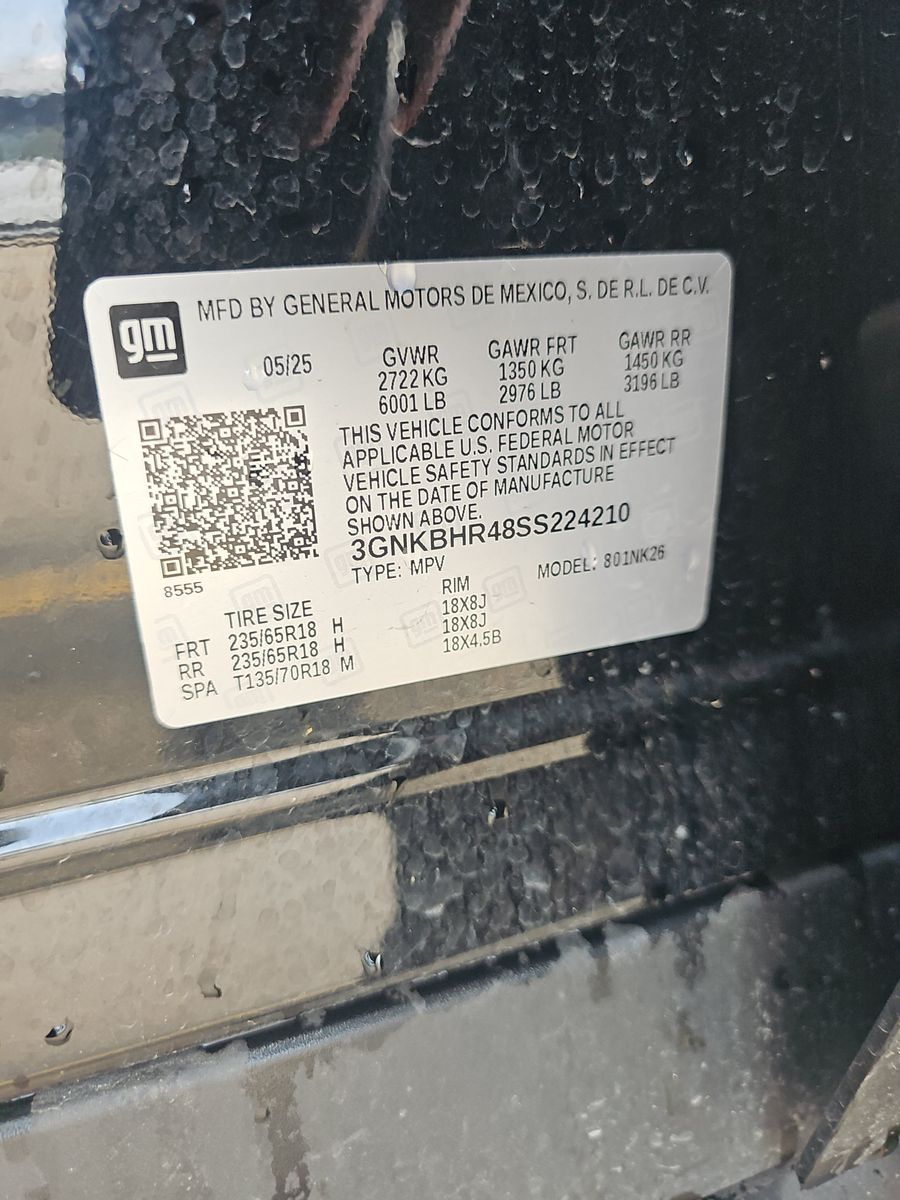 gm
MFD BY GENERAL MOTORS DE MEXICO, S. DE R.L. DE C.V.
05/25
GVWR
2722 KG
6001 LB
GAWR FRT
1350 KG
2976 LB
GAWR RR
1450 KG
3196 LB
THIS VEHICLE CONFORMS TO ALL
APPLICABLE U.S. FEDERAL MOTOR
VEHICLE SAFETY STANDARDS IN EFFECT
ON THE DATE OF MANUFACTURE
SHOWN ABOVE.
3GNKBHR48SS224210
8555
TYPE: MPV
MODEL: 801NK26
TIRE SIZE
RIM
FRT 235/65R18 H 18X8J
RR 235/65R18 H 18X8J
SPA T135/70R18 M 18X4.5B